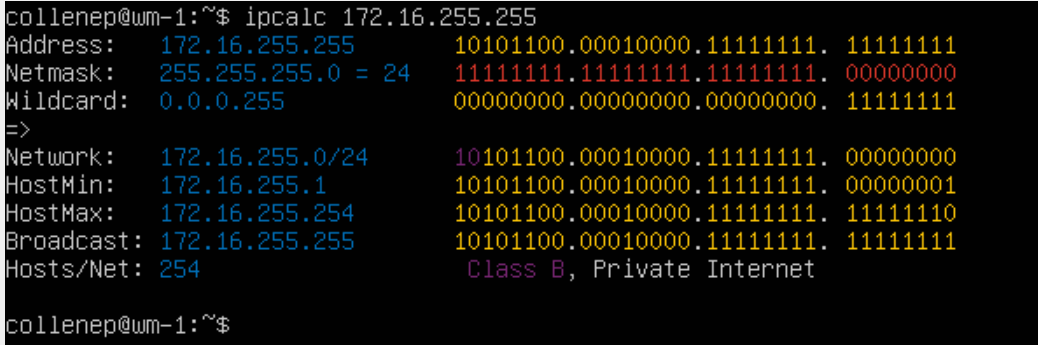 collenep@wm-1:~$ ipcalc 172.16.255.255
Address:   172.16.255.255       10101100.00010000.11111111. 11111111
Netmask:   255.255.255.0 = 24   11111111.11111111.11111111. 00000000
Wildcard:  0.0.0.255            00000000.00000000.00000000. 11111111
=>
Network:   172.16.255.0/24      10101100.00010000.11111111. 00000000
HostMin:   172.16.255.1         10101100.00010000.11111111. 00000001
HostMax:   172.16.255.254       10101100.00010000.11111111. 11111110
Broadcast: 172.16.255.255       10101100.00010000.11111111. 11111111
Hosts/Net: 254                   Class B, Private Internet
collenep@wm-1:~$